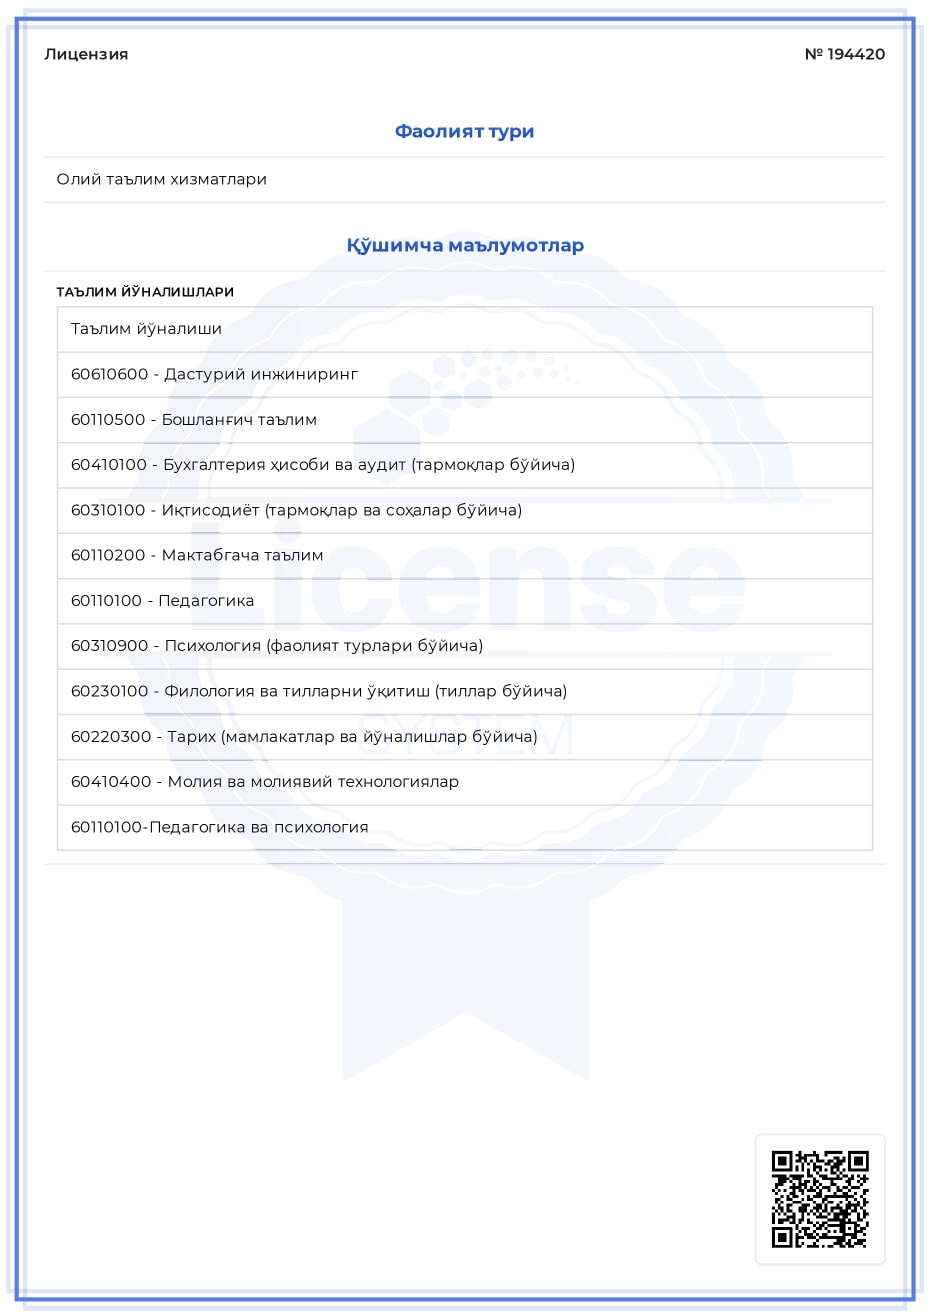 Лицензия № 194420
Фаолият тури
Олий таълим хизматлари
Қўшимча маълумотлар
ТАЪЛИМ ЙЎНАЛИШЛАРИ
Таълим йўналиши
60610600 - Дастурий инжиниринг
60110500 - Бошланғич таълим
60410100 - Бухгалтерия ҳисоби ва аудит (тармоқлар бўйича)
60310100 - Иқтисодиёт (тармоқлар ва соҳалар бўйича)
60110200 - Мактабгача таълим
License
60110100 - Педагогика
60310900 - Психология (фаолият турлари бўйича)
60230100 - Филология ва тилларни ўқитиш (тиллар бўйича)
60220300 - Тарих (мамлакатлар ва йўналишлар бўйича)
SYSTEM
60410400 - Молия ва молиявий технологиялар
60110100-Педагогика ва психология